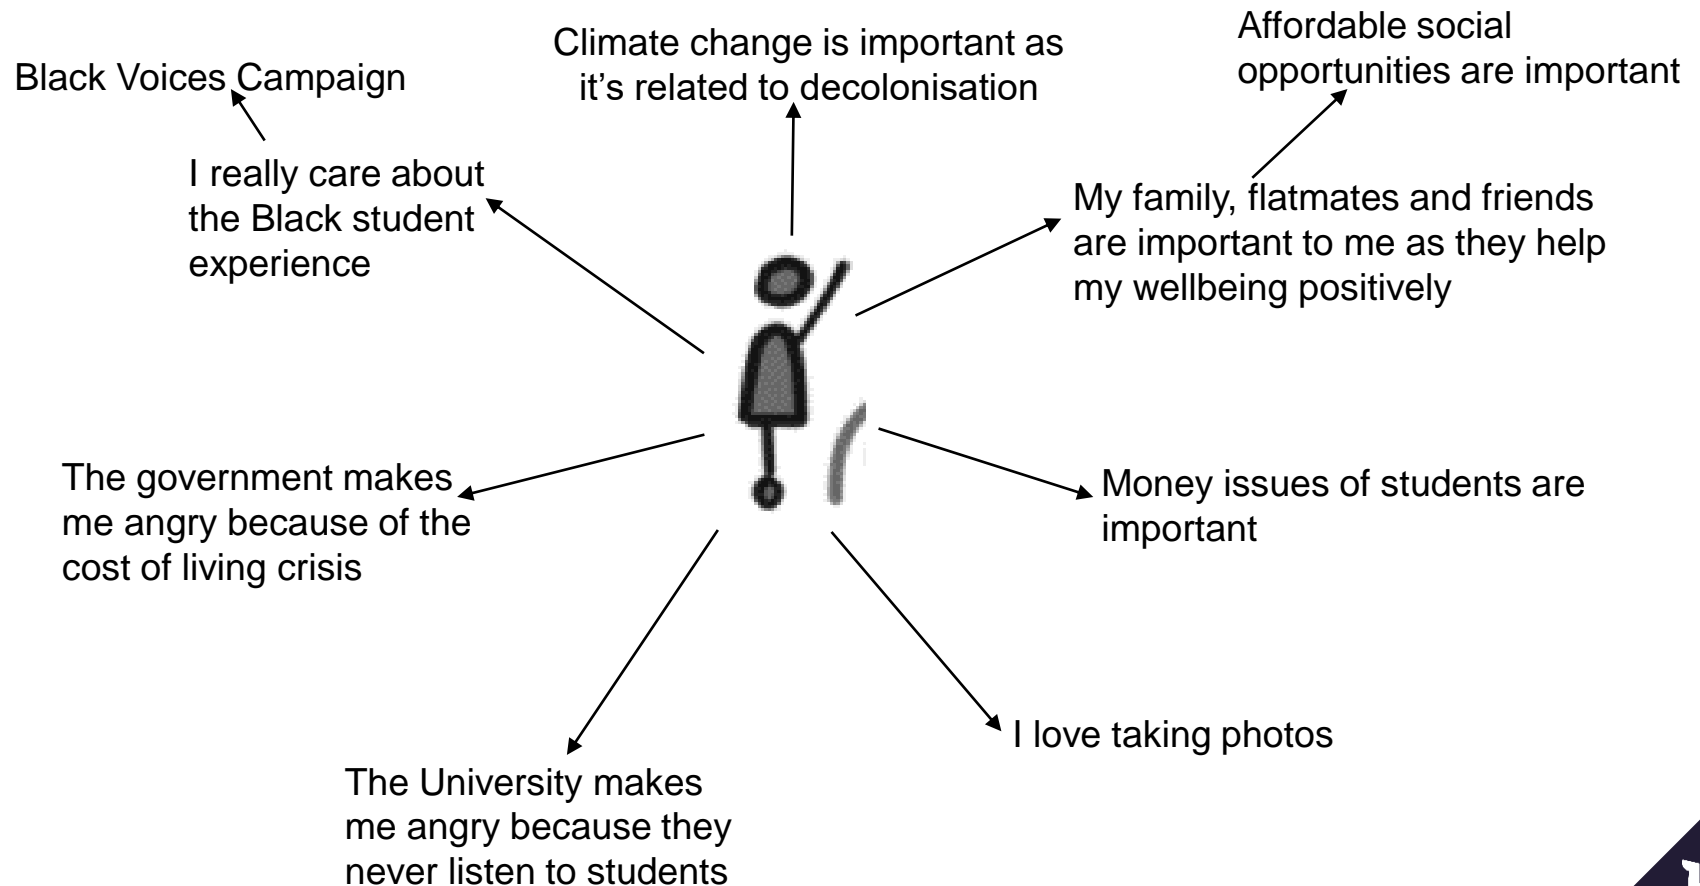 Black Voices Campaign
I really care about
the Black student
experience
Climate change is important as
it's related to decolonisation
Affordable social
opportunities are important
My family, flatmates and friends
are important to me as they help
my wellbeing positively
The government makes
me angry because of the
cost of living crisis
Money issues of students are
important
The University makes
me angry because they
never listen to students
I love taking photos